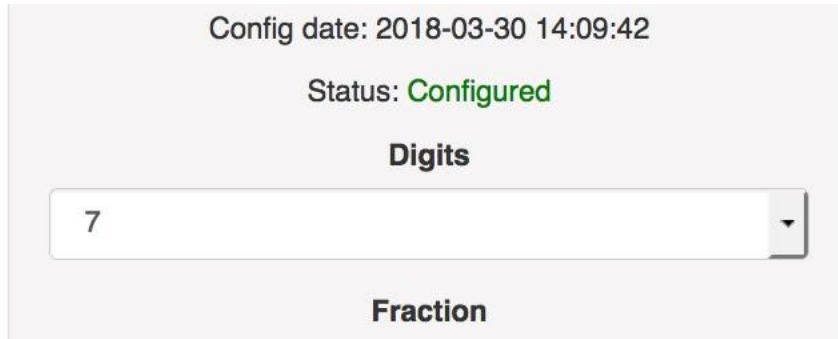 Config date: 2018-03-30 14:09:42
Status: Configured
Digits
7
Fraction